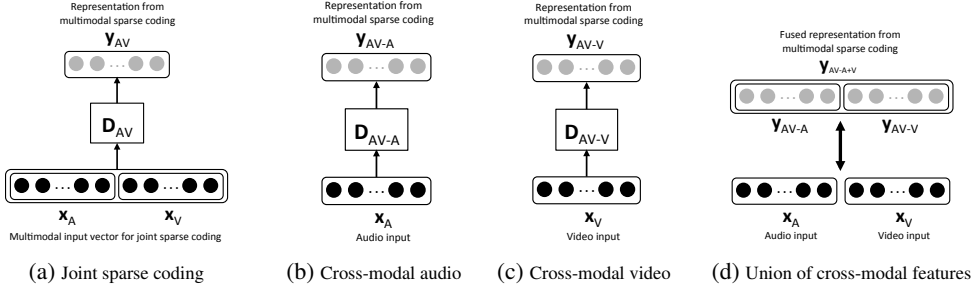 Representation from
multimodal sparse coding
y_AV
D_AV
x_A
x_V
Multimodal input vector for joint sparse coding
(a) Joint sparse coding
Representation from
multimodal sparse coding
y_AV-A
D_AV-A
x_A
Audio input
(b) Cross-modal audio
Representation from
multimodal sparse coding
y_AV-V
D_AV-V
x_V
Video input
(c) Cross-modal video
Fused representation from
multimodal sparse coding
y_AV-A+V
y_AV-A
y_AV-V
x_A
x_V
Audio input
Video input
(d) Union of cross-modal features